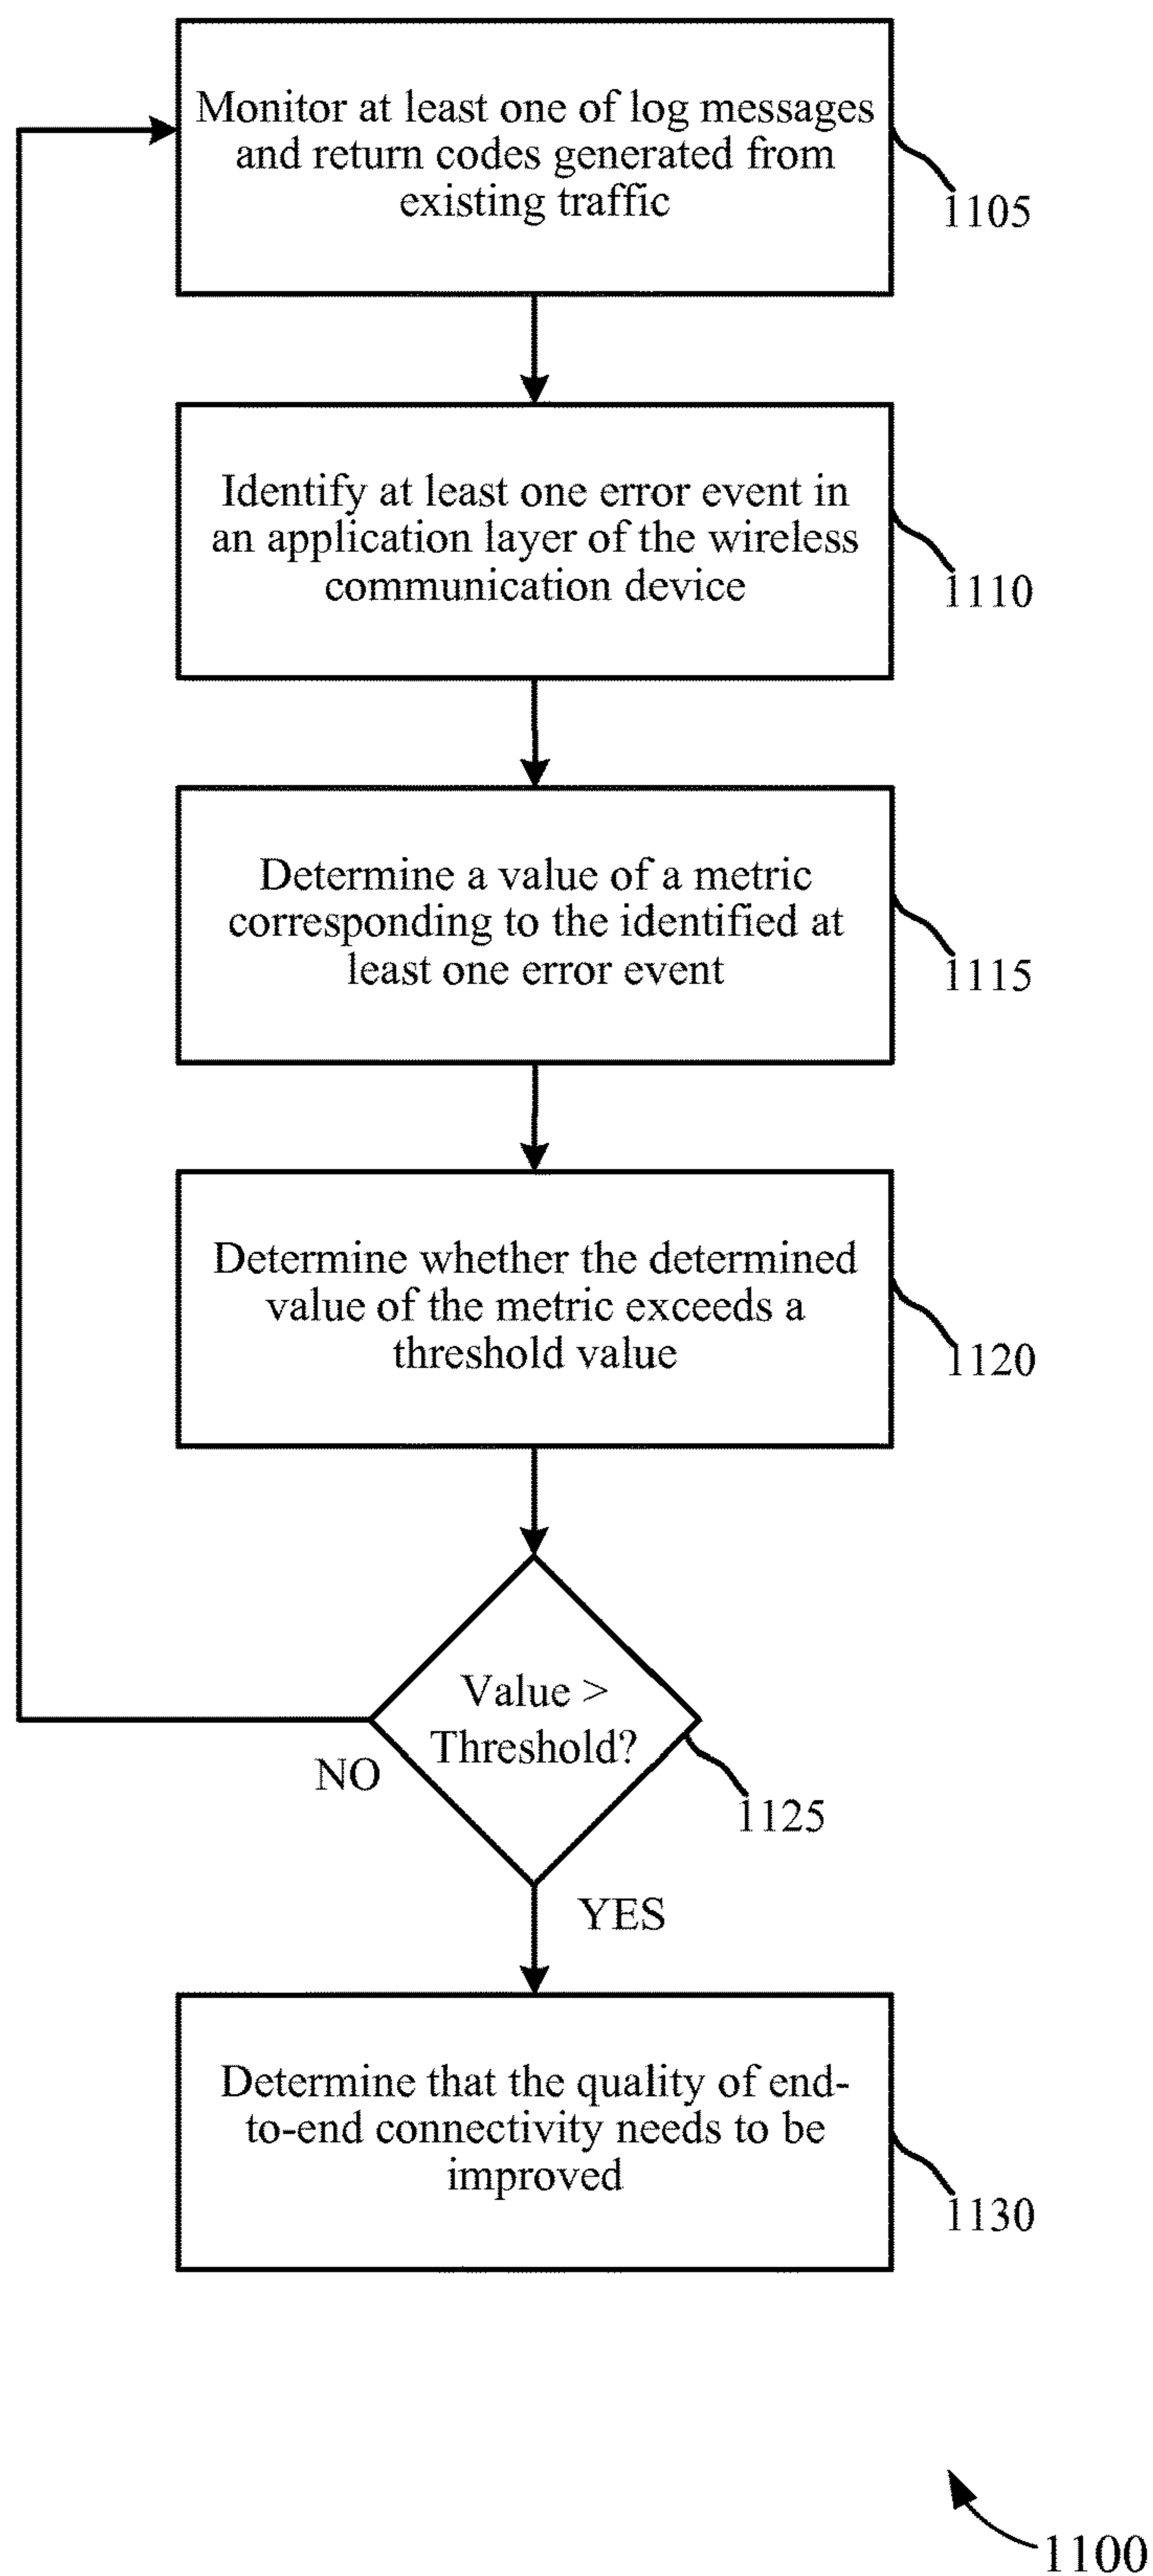 Monitor at least one of log messages
and return codes generated from
existing traffic
1105
Identify at least one error event in
an application layer of the wireless
communication device
1110
Determine a value of a metric
corresponding to the identified at
least one error event
1115
Determine whether the determined
value of the metric exceeds a
threshold value
1120
Value >
Threshold?
NO
1125
YES
Determine that the quality of end-
to-end connectivity needs to be
improved
1130
1100